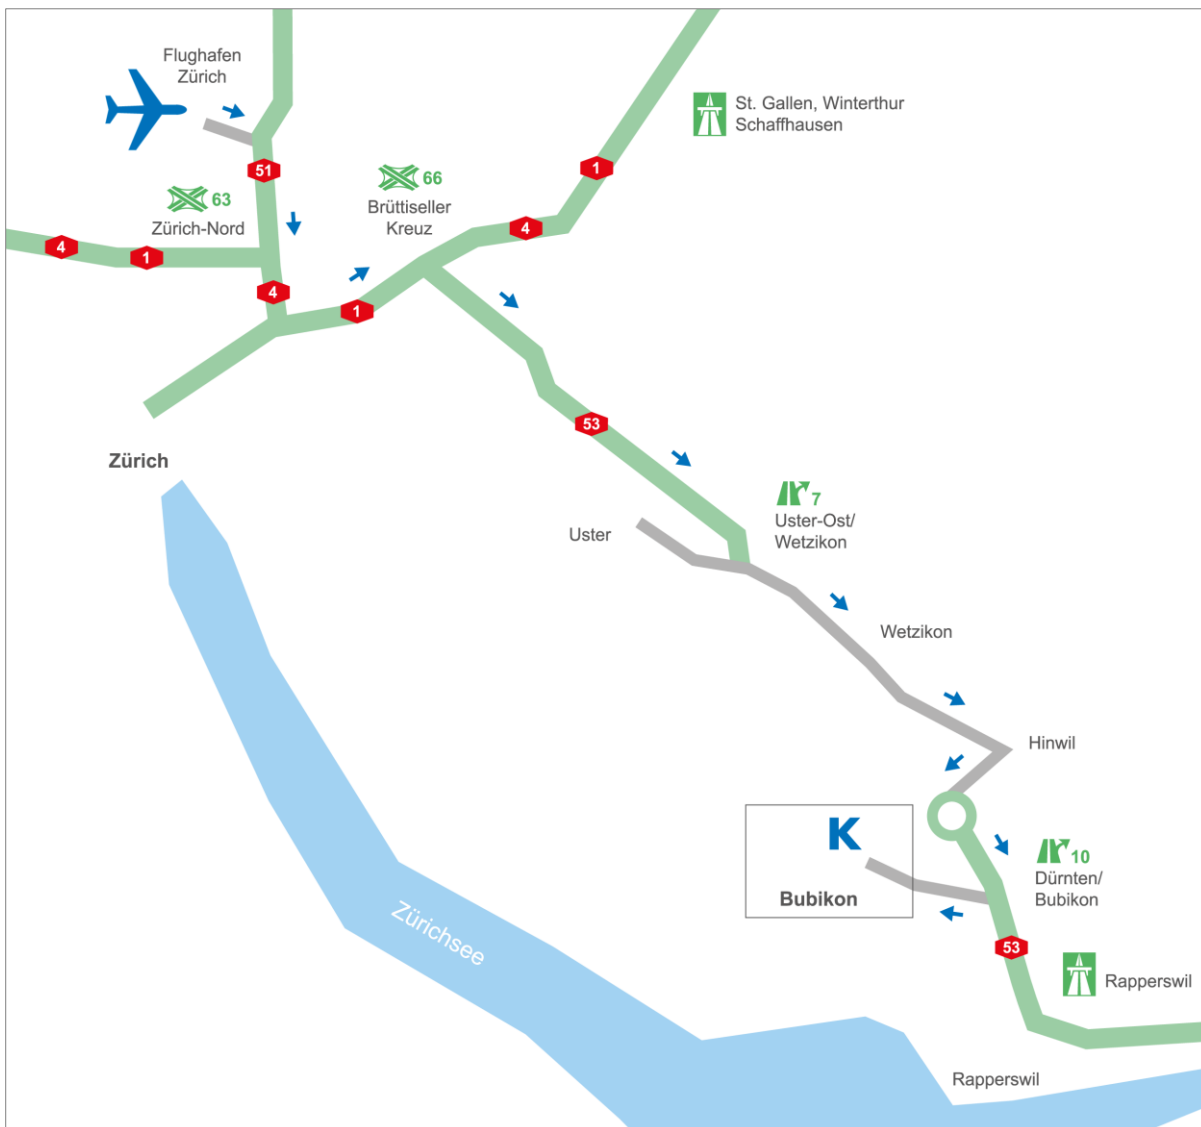 Flughafen
Zürich
St. Gallen, Winterthur
Schaffhausen
1
51
66
63
Brüttiseller
Kreuz
Zürich-Nord
4
4
1
4
1
53
Zürich
7
Uster-Ost/
Wetzikon
Uster
Wetzikon
Hinwil
K
10
Dürnten/
Bubikon
Bubikon
Zürichsee
53
Rapperswil
Rapperswil